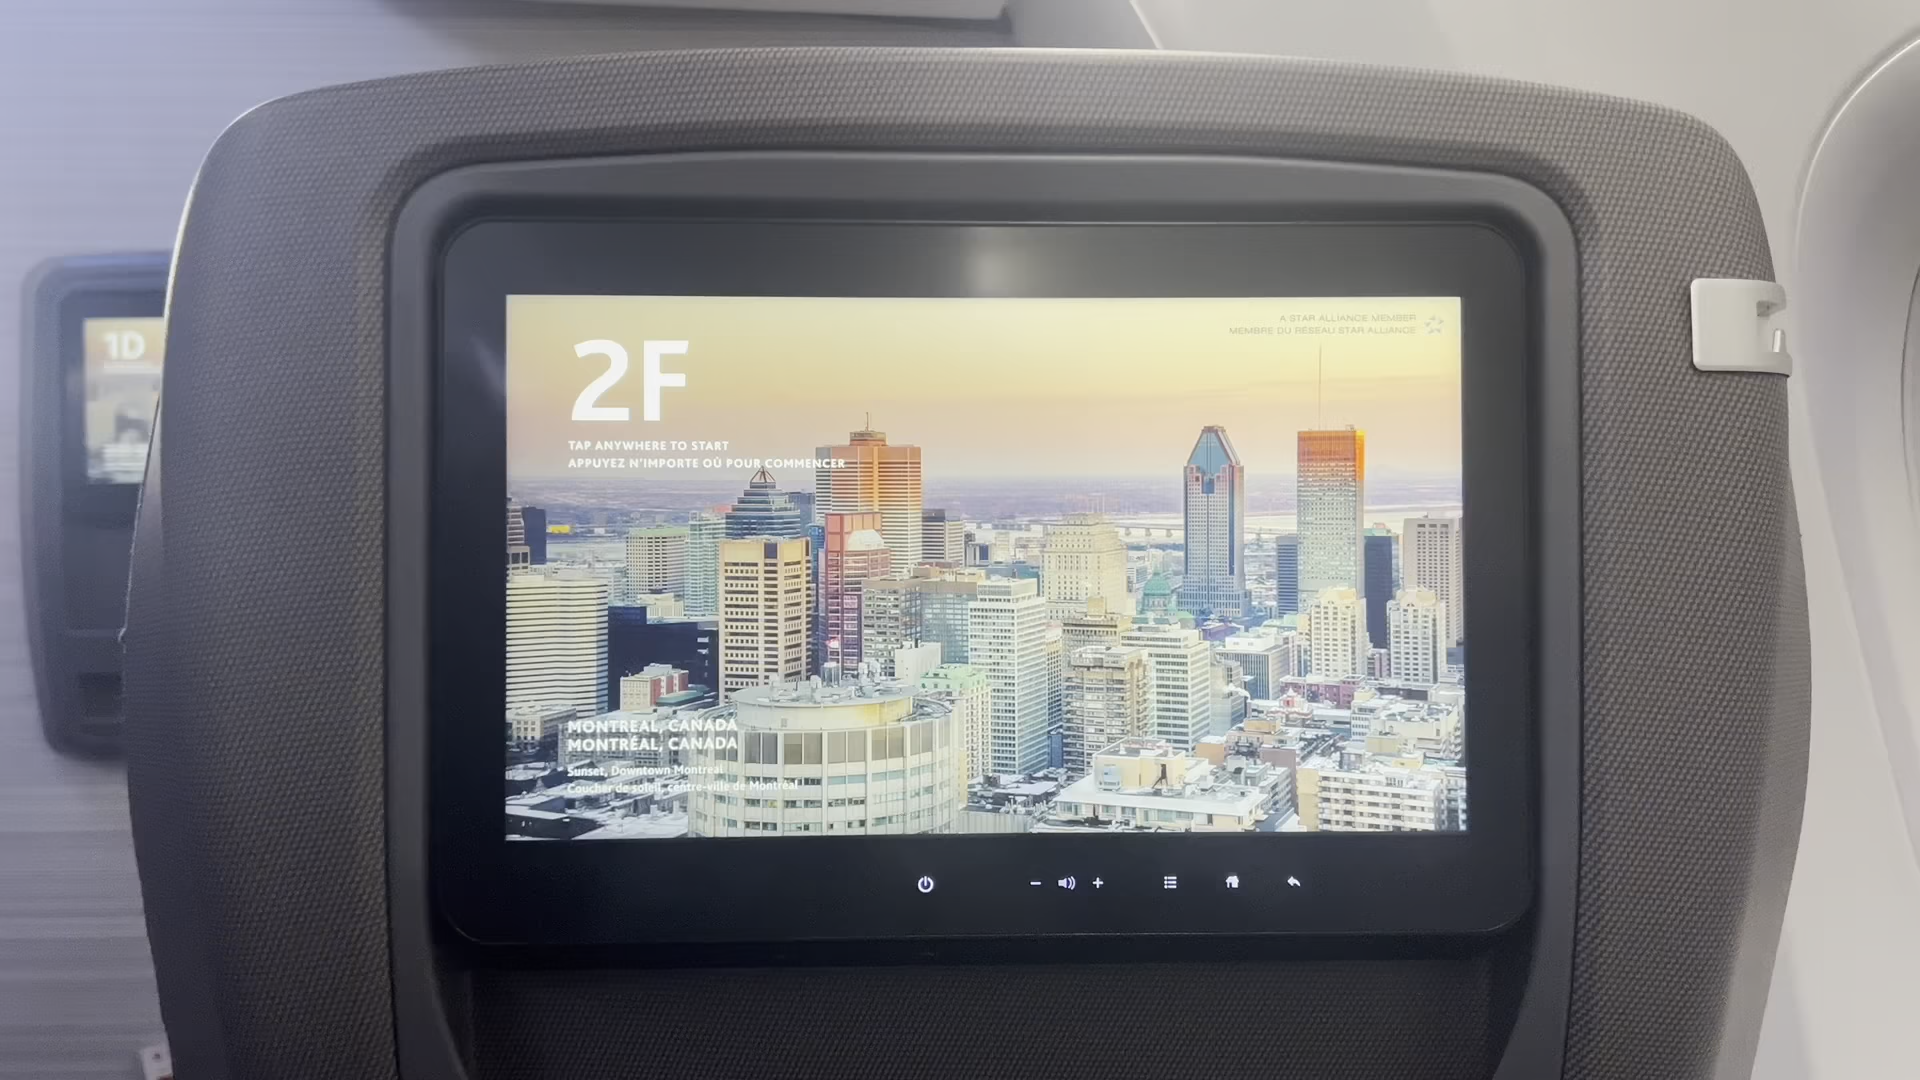 1D
A STAR ALLIANCE MEMBER
MEMBRE DU RÉSEAU STAR ALLIANCE
2F
TAP ANYWHERE TO START
APPUYEZ N'IMPORTE OÙ POUR COMMENCER
MONTREAL, CANADA
MONTRÉAL, CANADA
Sunset, Downtown Montreal
Coucher de soleil, centre-ville de Montréal